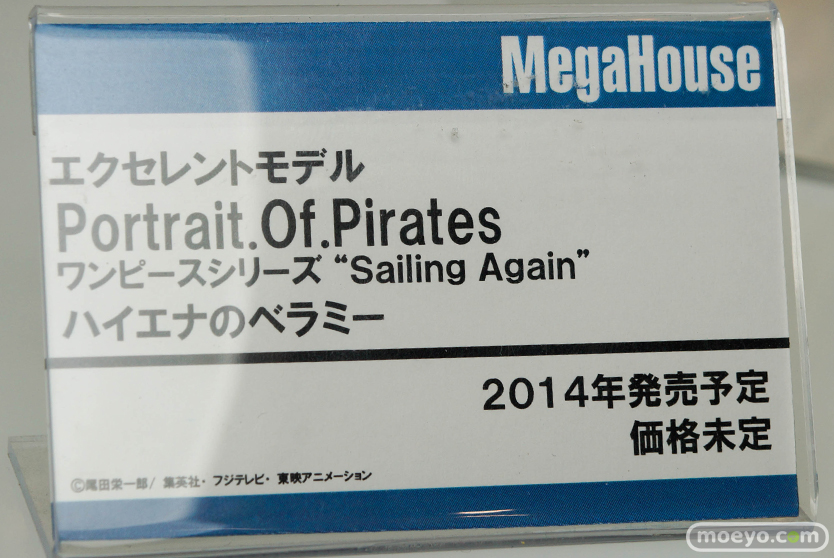 MegaHouse
エクセレントモデル
Portrait.Of.Pirates
ワンピースシリーズ “Sailing Again”
ハイエナのベラミー
2014年発売予定
価格未定
©尾田栄一郎/ 集英社・フジテレビ・東映アニメーション
moeyo.com